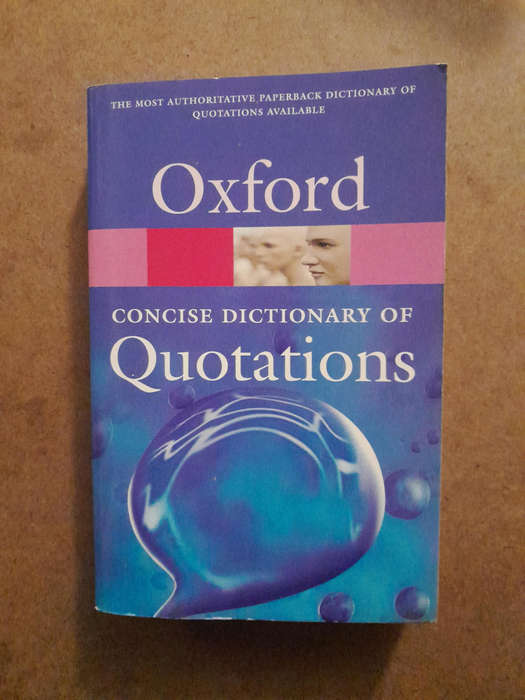 THE MOST AUTHORITATIVE PAPERBACK DICTIONARY OF
QUOTATIONS AVAILABLE
Oxford
CONCISE DICTIONARY OF
Quotations